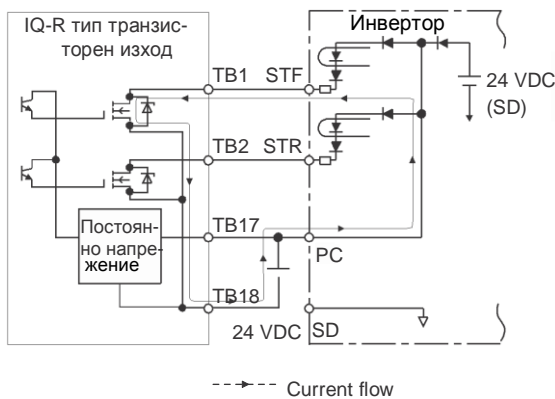 IQ-R тип транзис-
торен изход
Инвертор
TB1 STF
24 VDC
(SD)
TB2 STR
TB17
Постоян-
но напре-
жение
PC
TB18
24 VDC SD
Current flow